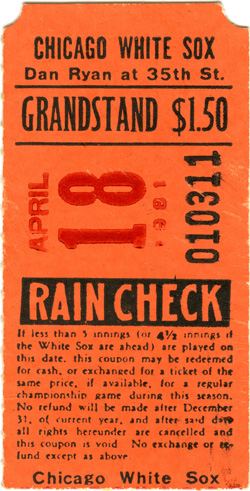 CHICAGO WHITE SOX
Dan Ryan at 35th St.
GRANDSTAND $1.50
APRIL
18
1981
010311
RAIN CHECK
If less than 5 innings (or 4½ innings if
the White Sox are ahead) are played on
this date, this coupon may be redeemed
for cash, or exchanged for a ticket of the
same price, if available, for a regular
championship game during this season.
No refund will be made after December
31, of current year, and after said date
all rights hereunder are cancelled and
this coupon is void. No exchange or re-
fund except as above.
Chicago White Sox